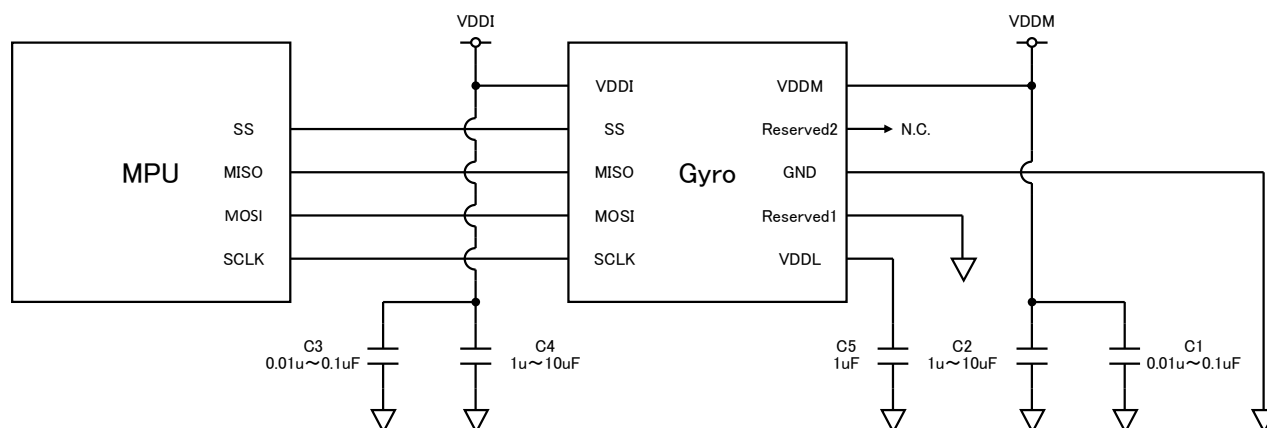 VDDI
VDDM
VDDI
VDDM
SS
SS
Reserved2
N.C.
MPU
MISO
MISO
Gyro
GND
MOSI
MOSI
Reserved1
SCLK
SCLK
VDDL
C3
0.01u～0.1uF
C4
1u～10uF
C5
1uF
C2
1u～10uF
C1
0.01u～0.1uF